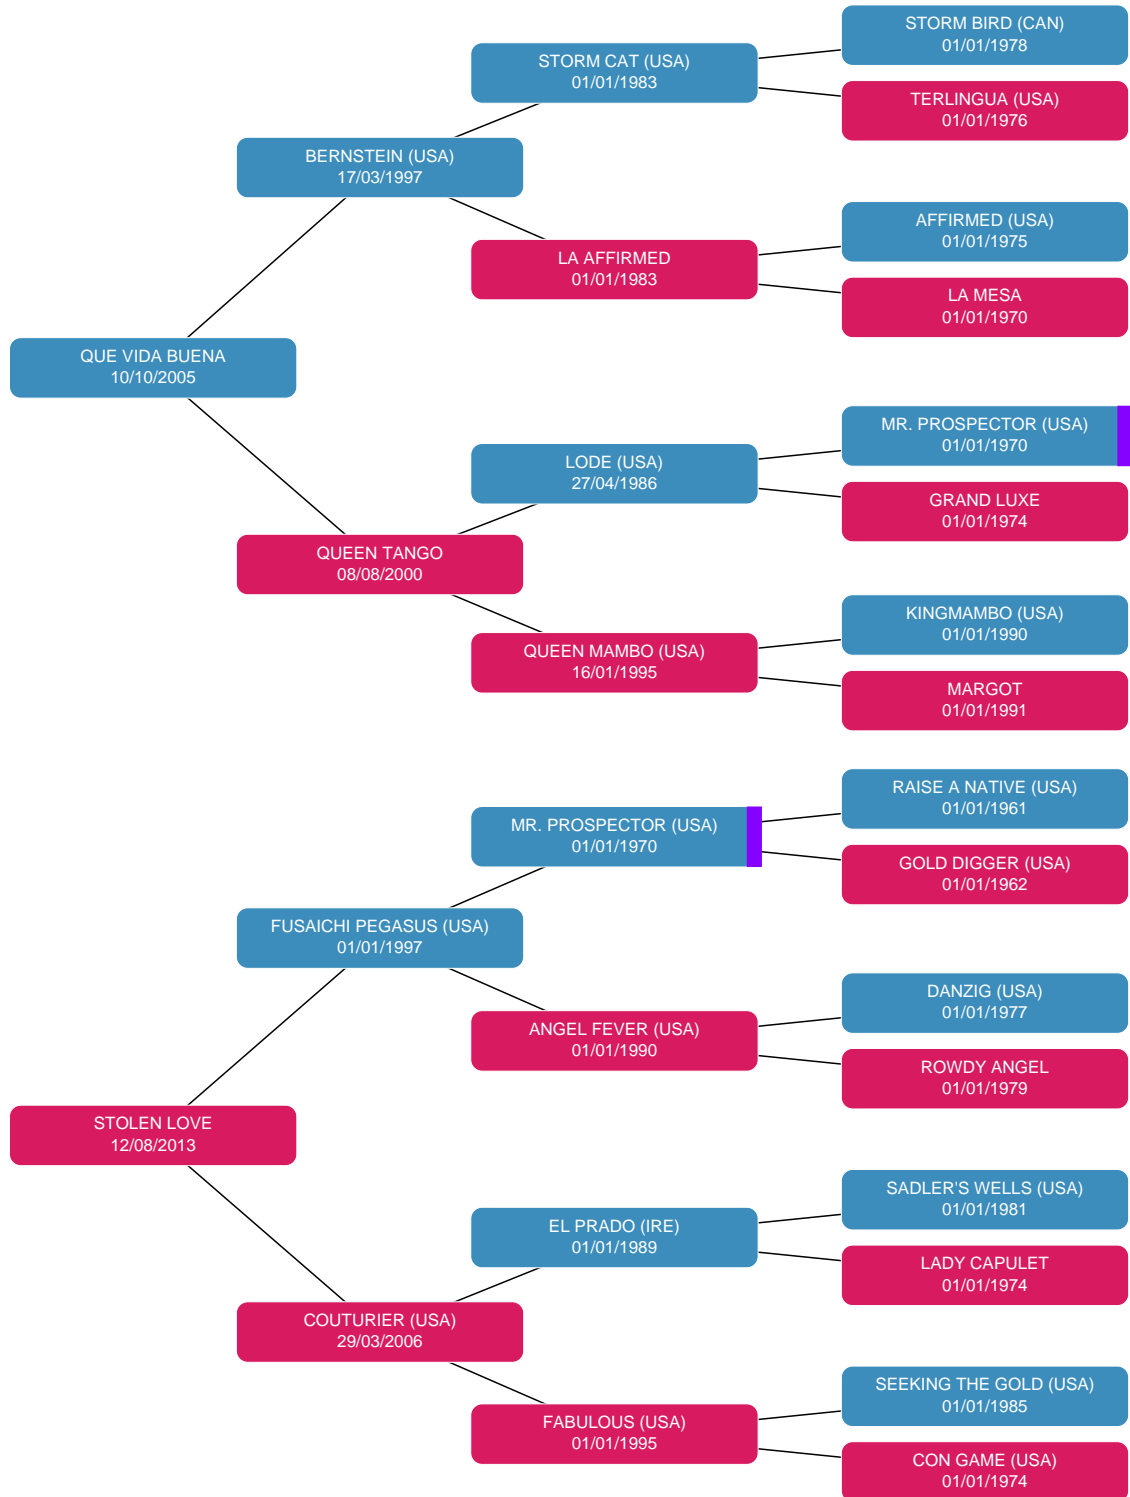 STORM BIRD (CAN)
01/01/1978
STORM CAT (USA)
01/01/1983
TERLINGUA (USA)
01/01/1976
BERNSTEIN (USA)
17/03/1997
AFFIRMED (USA)
01/01/1975
LA AFFIRMED
01/01/1983
LA MESA
01/01/1970
QUE VIDA BUENA
10/10/2005
MR. PROSPECTOR (USA)
01/01/1970
LODE (USA)
27/04/1986
GRAND LUXE
01/01/1974
QUEEN TANGO
08/08/2000
KINGMAMBO (USA)
01/01/1990
QUEEN MAMBO (USA)
16/01/1995
MARGOT
01/01/1991
RAISE A NATIVE (USA)
01/01/1961
MR. PROSPECTOR (USA)
01/01/1970
GOLD DIGGER (USA)
01/01/1962
FUSAICHI PEGASUS (USA)
01/01/1997
DANZIG (USA)
01/01/1977
ANGEL FEVER (USA)
01/01/1990
ROWDY ANGEL
01/01/1979
STOLEN LOVE
12/08/2013
SADLER'S WELLS (USA)
01/01/1981
EL PRADO (IRE)
01/01/1989
LADY CAPULET
01/01/1974
COUTURIER (USA)
29/03/2006
SEEKING THE GOLD (USA)
01/01/1985
FABULOUS (USA)
01/01/1995
CON GAME (USA)
01/01/1974